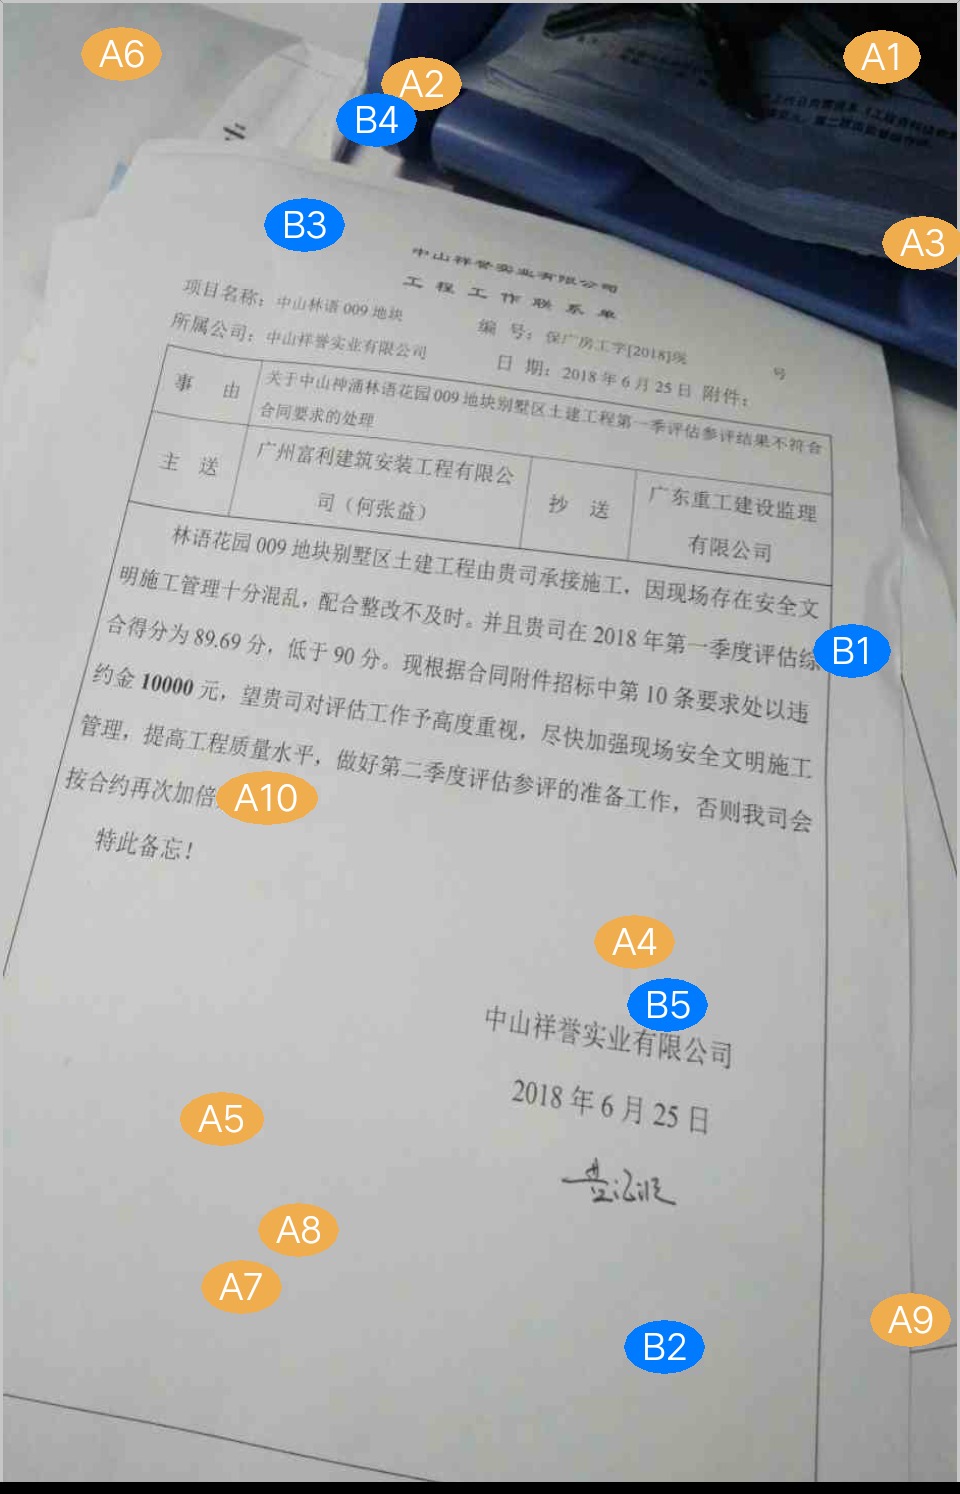 中山祥誉实业有限公司
工程工作联系单
项目名称：中山林语 009 地块 编 号：保广房工字[2018]埃 号
所属公司：中山祥誉实业有限公司 日 期：2018 年 6 月 25 日 附件：
事 由 关于中山神涌林语花园 009 地块别墅区土建工程第一季评估参评结果不符合
合同要求的处理
主 送 广州富利建筑安装工程有限公
司（何张益） 抄 送 广东重工建设监理
有限公司
林语花园 009 地块别墅区土建工程由贵司承接施工，因现场存在安全文
明施工管理十分混乱，配合整改不及时。并且贵司在 2018 年第一季度评估综
合得分为 89.69 分，低于 90 分。现根据合同附件招标中第 10 条要求处以违
约金 10000 元，望贵司对评估工作予高度重视，尽快加强现场安全文明施工
管理，提高工程质量水平，做好第二季度评估参评的准备工作，否则我司会
按合约再次加倍
特此备忘！
中山祥誉实业有限公司
2018 年 6 月 25 日
A1
A2
A3
A4
A5
A6
A7
A8
A9
A10
B1
B2
B3
B4
B5